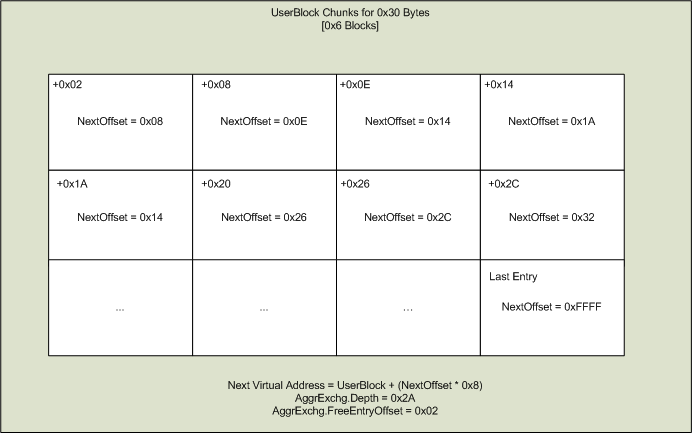 UserBlock Chunks for 0x30 Bytes
[0x6 Blocks]
+0x02
NextOffset = 0x08
+0x08
NextOffset = 0x0E
+0x0E
NextOffset = 0x14
+0x14
NextOffset = 0x1A
+0x1A
NextOffset = 0x14
+0x20
NextOffset = 0x26
+0x26
NextOffset = 0x2C
+0x2C
NextOffset = 0x32
...
...
...
Last Entry
NextOffset = 0xFFFF
Next Virtual Address = UserBlock + (NextOffset * 0x8)
AggrExchg.Depth = 0x2A
AggrExchg.FreeEntryOffset = 0x02